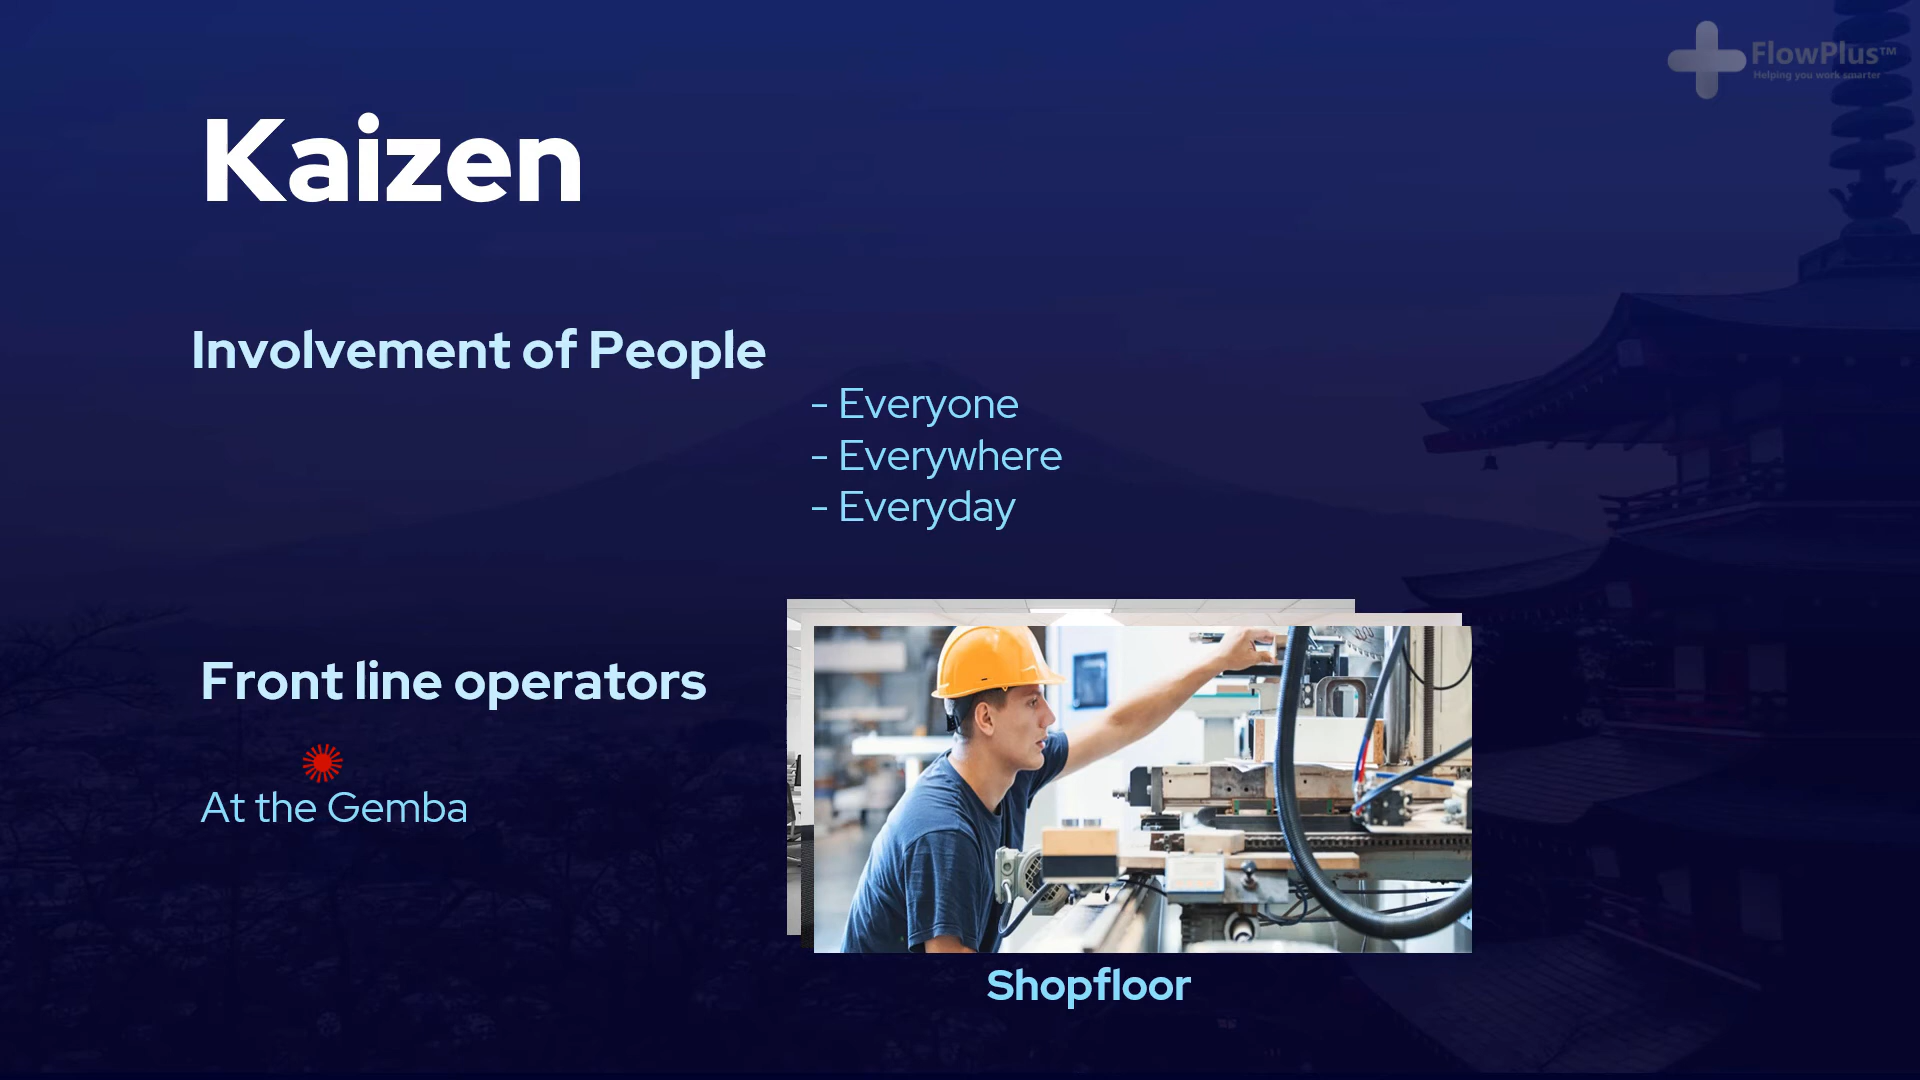 FlowPlus™
Helping you work smarter
Kaizen
Involvement of People
- Everyone
- Everywhere
- Everyday
Front line operators
At the Gemba
Shopfloor